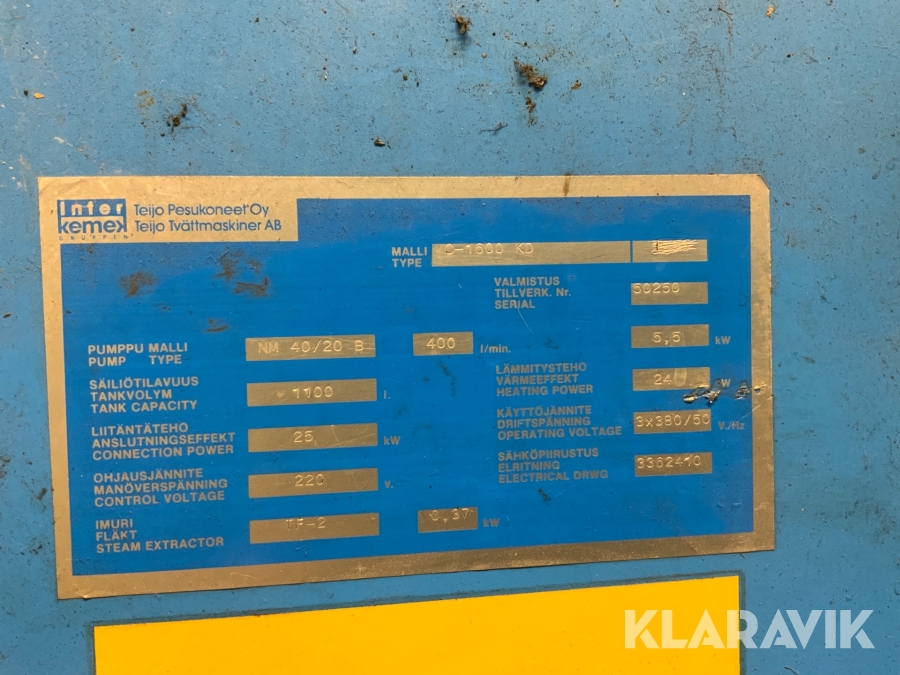 KLARAVIK
Inter
kemek
GRUPPEN
Teijo Pesukoneet Oy
Teijo Tvättmaskiner AB
MALLI
TYPE
C-1600 KD
VALMISTUS
TILLVERK. Nr.
SERIAL
50250
PUMPPU MALLI
PUMP TYPE
NM 40/20 B
400
l/min.
5,5
kW
SÄILIÖTILAVUUS
TANKVOLYM
TANK CAPACITY
1100
l.
LÄMMITYSTEHO
VÄRMEEFFEKT
HEATING POWER
24
LIITÄNTÄTEHO
ANSLUTNINGSEFFEKT
CONNECTION POWER
25
kW
KÄYTTÖJÄNNITE
DRIFTSPÄNNING
OPERATING VOLTAGE
3x380/50
V./Hz
OHJAUSJÄNNITE
MANÖVERSPÄNNING
CONTROL VOLTAGE
220
V.
SÄHKÖPIIRUSTUS
ELRITNING
ELECTRICAL DRWG
3362410
IMURI
FLÄKT
STEAM EXTRACTOR
TF-2
0,37
kW
KLARAVIK